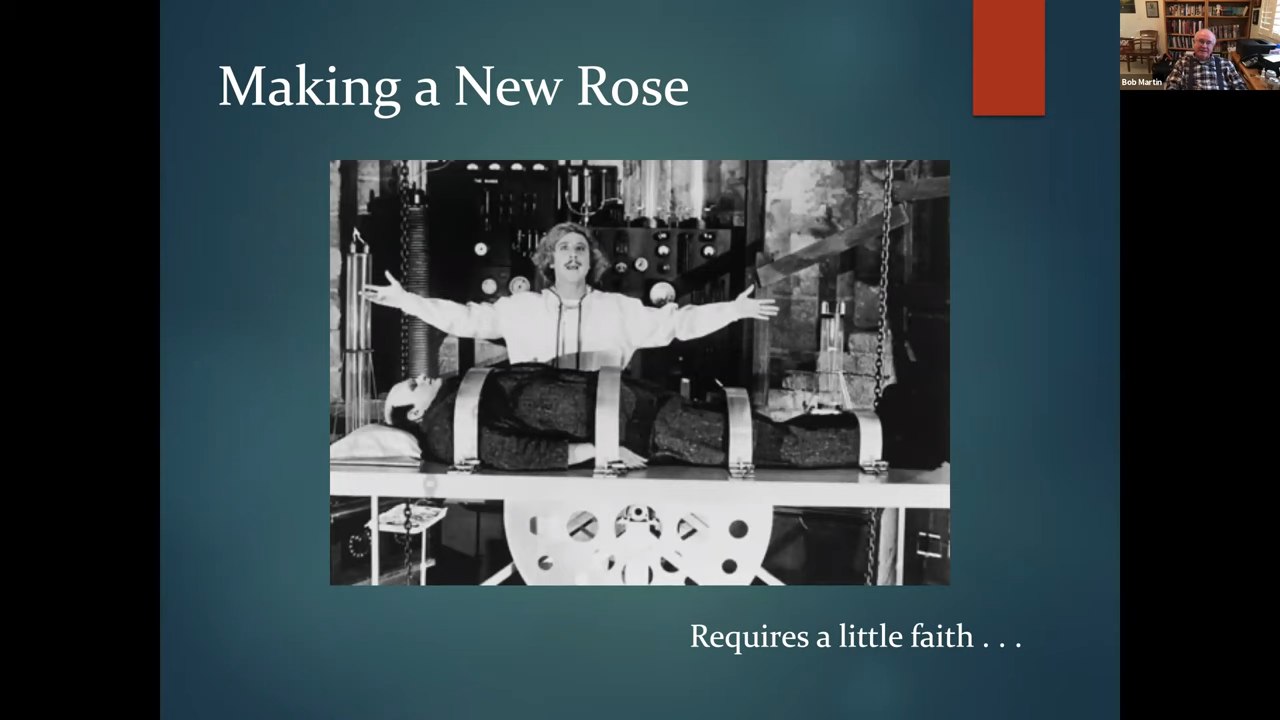 Making a New Rose
Bob Martin
Requires a little faith . . .